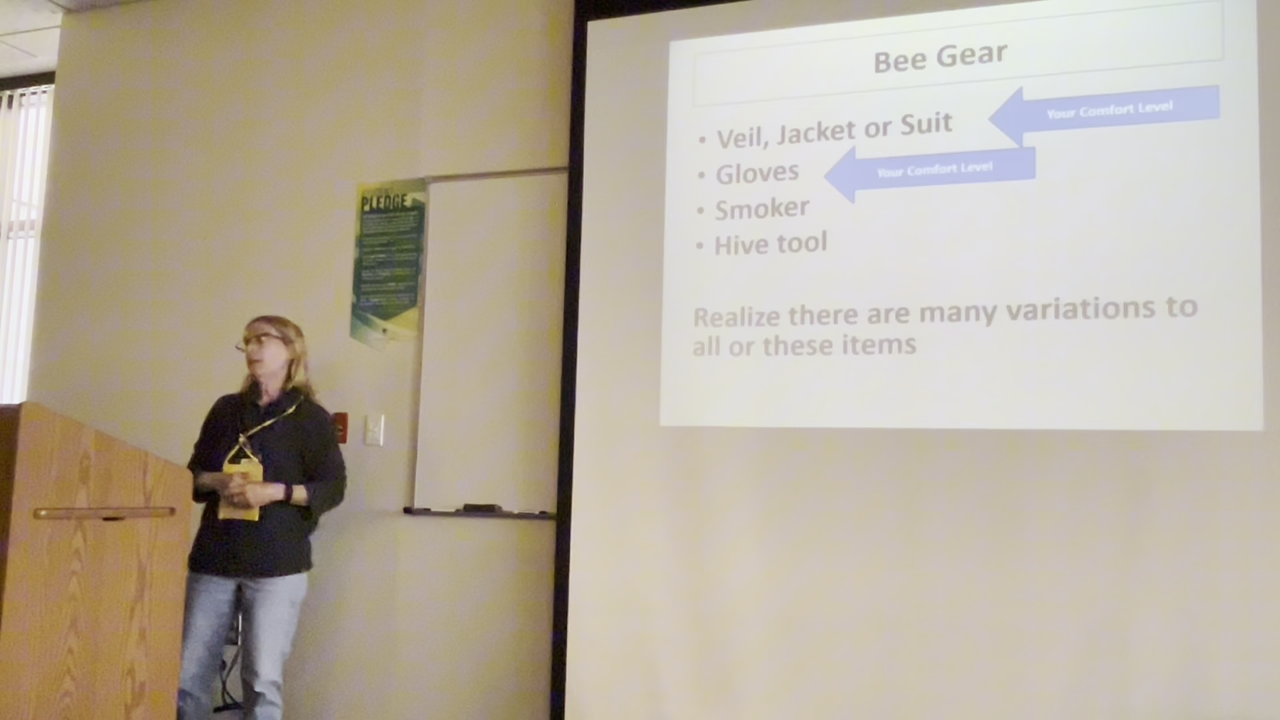 Bee Gear
• Veil, Jacket or Suit
Your Comfort Level
• Gloves
Your Comfort Level
• Smoker
• Hive tool
Realize there are many variations to
all or these items
PLEDGE